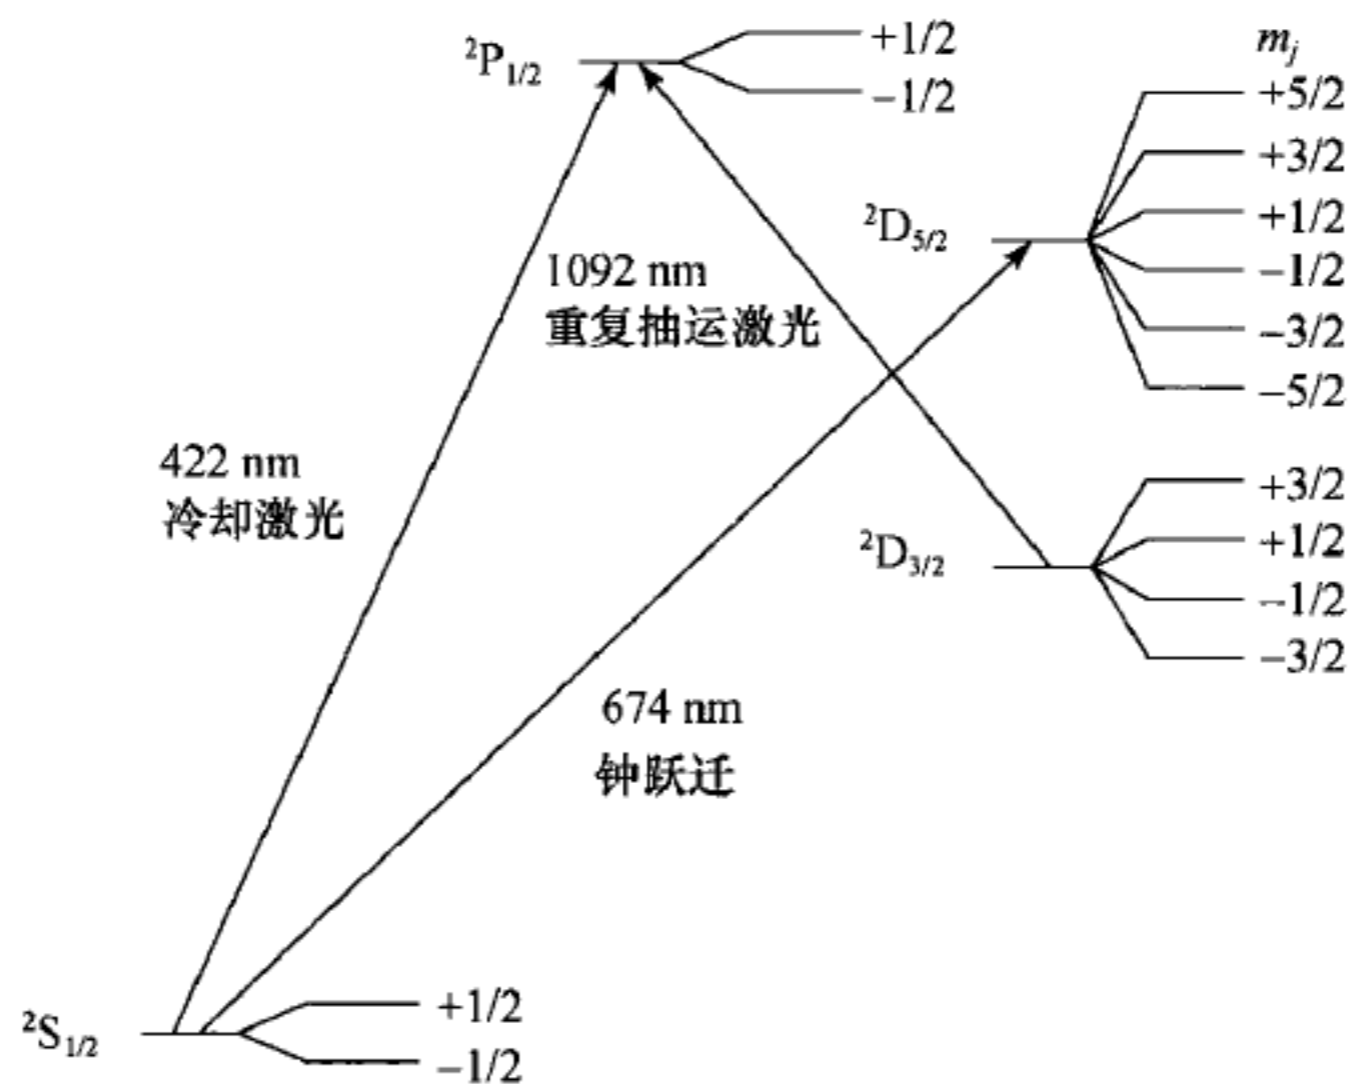 ²P₁/₂
+1/2
−1/2
m_j
+5/2
+3/2
+1/2
−1/2
−3/2
−5/2
²D₅/₂
1092 nm
重复抽运激光
422 nm
冷却激光
²D₃/₂
+3/2
+1/2
−1/2
−3/2
674 nm
钟跃迁
²S₁/₂
+1/2
−1/2